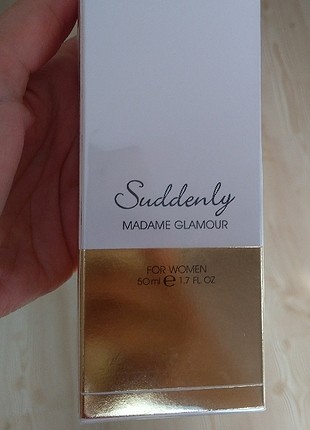 Suddenly
MADAME GLAMOUR
FOR WOMEN
50ml ℮ 1.7 FL. OZ